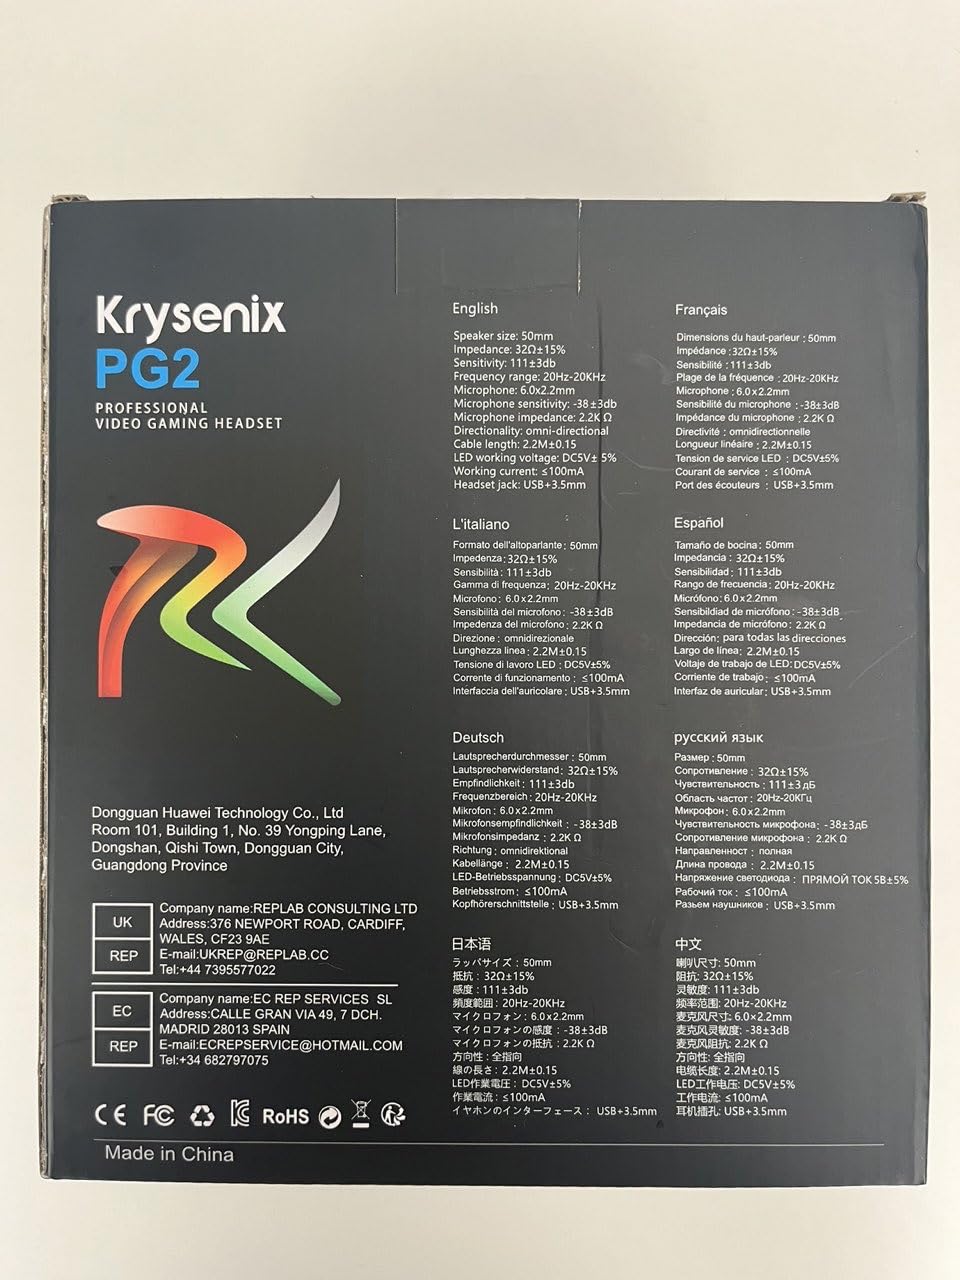 Krysenix
PG2
PROFESSIONAL
VIDEO GAMING HEADSET
Dongguan Huawei Technology Co., Ltd
Room 101, Building 1, No. 39 Yongping Lane,
Dongshan, Qishi Town, Dongguan City,
Guangdong Province
UK
REP
Company name:REPLAB CONSULTING LTD
Address:376 NEWPORT ROAD, CARDIFF,
WALES, CF23 9AE
E-mail:UKREP@REPLAB.CC
Tel:+44 7395577022
EC
REP
Company name:EC REP SERVICES SL
Address:CALLE GRAN VIA 49, 7 DCH.
MADRID 28013 SPAIN
E-mail:ECREPSERVICE@HOTMAIL.COM
Tel:+34 682797075
CE FC RoHS
Made in China
English
Speaker size: 50mm
Impedance: 32Ω±15%
Sensitivity: 111±3db
Frequency range: 20Hz-20KHz
Microphone: 6.0x2.2mm
Microphone sensitivity: -38±3db
Microphone impedance: 2.2K Ω
Directionality: omni-directional
Cable length: 2.2M±0.15
LED working voltage: DC5V± 5%
Working current: ≤100mA
Headset jack: USB+3.5mm
Français
Dimensions du haut-parleur : 50mm
Impédance : 32Ω±15%
Sensibilité : 111±3db
Plage de la fréquence : 20Hz-20KHz
Microphone : 6.0x2.2mm
Sensibilité du microphone : -38±3dB
Impédance du microphone : 2.2K Ω
Directivité : omnidirectionnelle
Longueur linéaire : 2.2M±0.15
Tension de service LED : DC5V±5%
Courant de service : ≤100mA
Port des écouteurs : USB+3.5mm
L'italiano
Formato dell'altoparlante : 50mm
Impedenza : 32Ω±15%
Sensibilità : 111±3db
Gamma di frequenza: 20Hz-20KHz
Microfono : 6.0x2.2mm
Sensibilità del microfono : -38±3dB
Impedenza del microfono : 2.2K Ω
Direzione : omnidirezionale
Lunghezza linea : 2.2M±0.15
Tensione di lavoro LED : DC5V±5%
Corrente di funzionamento : ≤100mA
Interfaccia dell'auricolare : USB+3.5mm
Español
Tamaño de bocina : 50mm
Impedancia : 32Ω±15%
Sensibilidad : 111±3db
Rango de frecuencia : 20Hz-20KHz
Micrófono : 6.0x2.2mm
Sensibildiad de micrófono : -38±3dB
Impedancia de micrófono : 2.2K Ω
Dirección: para todas las direcciones
Largo de línea: 2.2M±0.15
Voltaje de trabajo de LED: DC5V±5%
Corriente de trabajo: ≤100mA
Interfaz de auricular : USB+3.5mm
Deutsch
Lautsprecherdurchmesser : 50mm
Lautsprecherwiderstand : 32Ω±15%
Empfindlichkeit : 111±3db
Frequenzbereich : 20Hz-20KHz
Mikrofon : 6.0x2.2mm
Mikrofonsempfindlichkeit : -38±3dB
Mikrofonsimpedanz : 2.2K Ω
Richtung : omnidirektional
Kabellänge : 2.2M±0.15
LED-Betriebsspannung : DC5V±5%
Betriebsstrom : ≤100mA
Kopfhörerschnittstelle : USB+3.5mm
русский язык
Размер : 50mm
Сопротивление : 32Ω±15%
Чувствительность : 111±3 дБ
Область частот : 20Hz-20КГц
Микрофон : 6.0x2.2mm
Чувствительность микрофона: -38±3дБ
Сопротивление микрофона : 2.2K Ω
Направленност : полная
Длина провода : 2.2M±0.15
Напряжение светодиода : ПРЯМОЙ ТОК 5В±5%
Рабочий ток : ≤100mA
Разъем наушников : USB+3.5mm
日本语
ラッパサイズ : 50mm
抵抗 : 32Ω±15%
感度 : 111±3db
頻度範囲 : 20Hz-20KHz
マイクロフォン : 6.0x2.2mm
マイクロフォンの感度 : -38±3dB
マイクロフォンの抵抗 : 2.2K Ω
方向性 : 全指向
線の長さ : 2.2M±0.15
LED作業電圧 : DC5V±5%
作業電流 : ≤100mA
イヤホンのインターフェース : USB+3.5mm
中文
喇叭尺寸: 50mm
阻抗: 32Ω±15%
灵敏度: 111±3db
频率范围: 20Hz-20KHz
麦克风尺寸: 6.0x2.2mm
麦克风灵敏度: -38±3dB
麦克风阻抗: 2.2K Ω
方向性: 全指向
电缆长度: 2.2M±0.15
LED工作电压: DC5V±5%
工作电流: ≤100mA
耳机插孔: USB+3.5mm